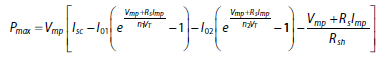 P_max = V_mp [ I_sc − I_01 ( e^{(V_mp + R_s I_mp)/(n_1 V_T)} − 1 ) − I_02 ( e^{(V_mp + R_s I_mp)/(n_2 V_T)} − 1 ) − (V_mp + R_s I_mp)/R_sh ]